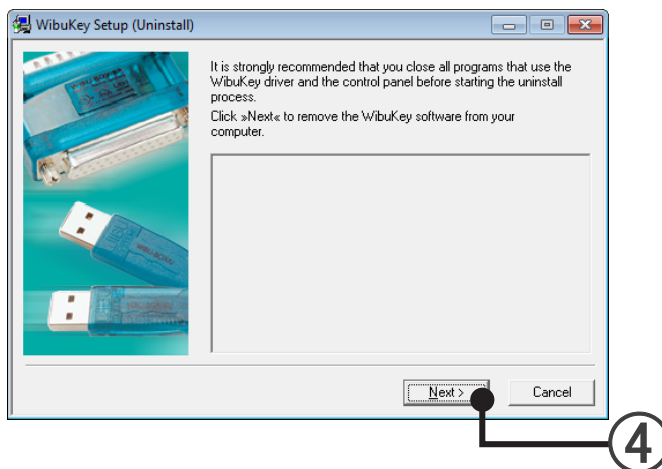 WibuKey Setup (Uninstall)
It is strongly recommended that you close all programs that use the
WibuKey driver and the control panel before starting the uninstall
process.
Click »Next« to remove the WibuKey software from your
computer.
Next >
Cancel
4